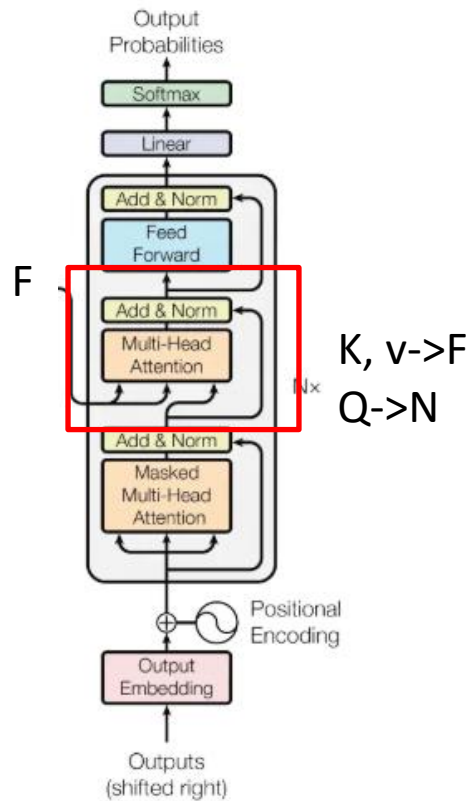 Output
Probabilities
Softmax
Linear
Add & Norm
Feed
Forward
F
Add & Norm
Multi-Head
Attention
N×
K, v->F
Q->N
Add & Norm
Masked
Multi-Head
Attention
Positional
Encoding
Output
Embedding
Outputs
(shifted right)